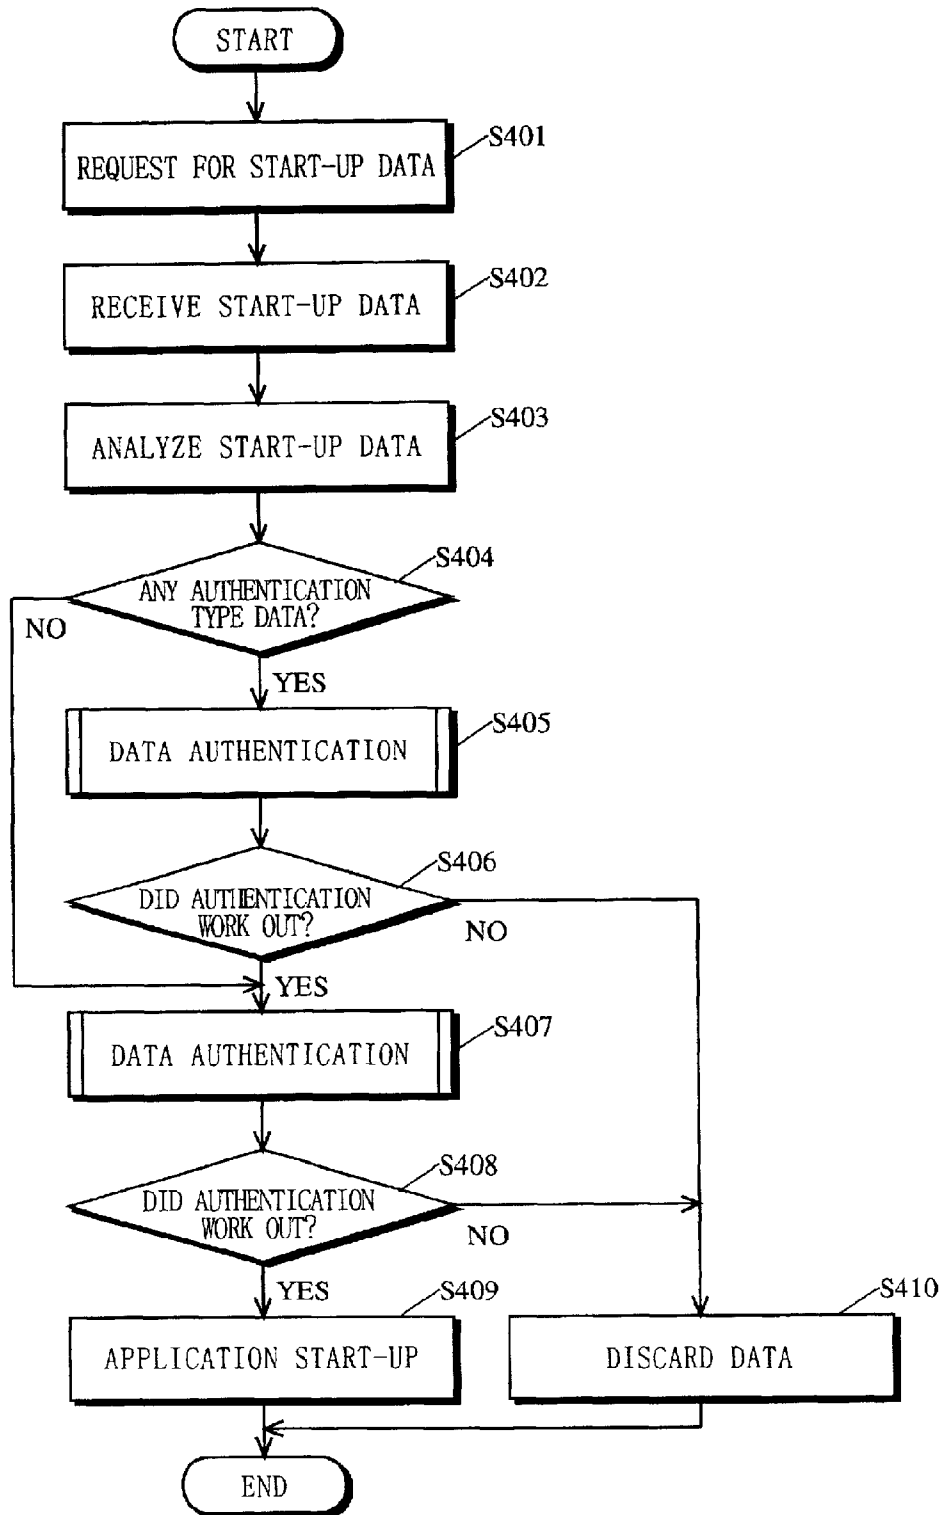 START
REQUEST FOR START-UP DATA
S401
RECEIVE START-UP DATA
S402
ANALYZE START-UP DATA
S403
ANY AUTHENTICATION
TYPE DATA?
S404
NO
YES
DATA AUTHENTICATION
S405
DID AUTHENTICATION
WORK OUT?
S406
NO
YES
DATA AUTHENTICATION
S407
DID AUTHENTICATION
WORK OUT?
S408
NO
YES
APPLICATION START-UP
S409
DISCARD DATA
S410
END